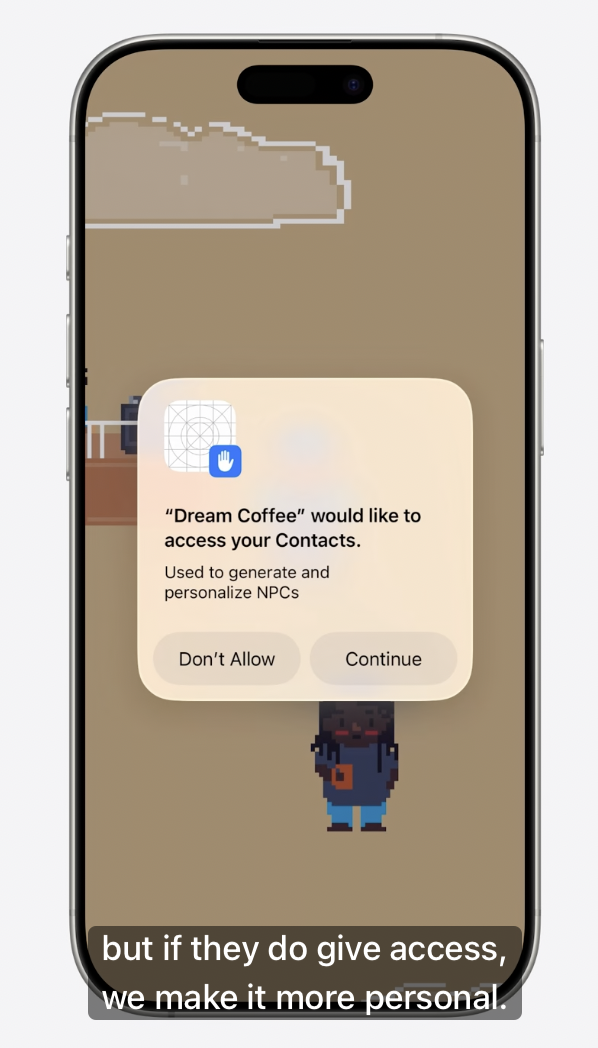 “Dream Coffee” would like to
access your Contacts.
Used to generate and
personalize NPCs
Don’t Allow
Continue
but if they do give access,
we make it more personal.